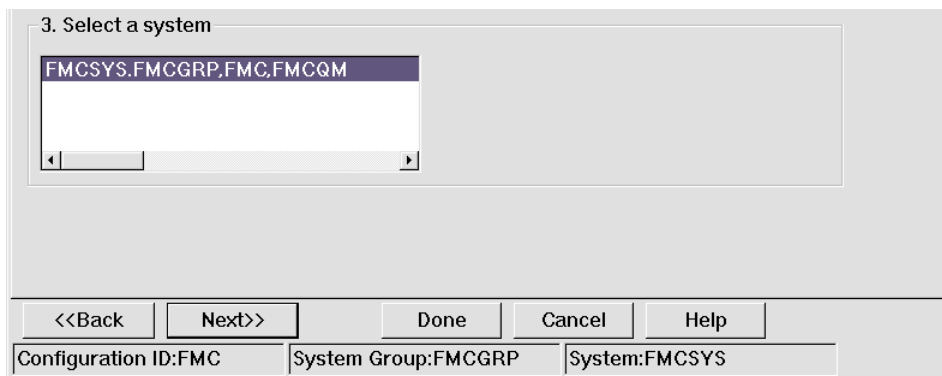 3. Select a system
FMCSYS.FMCGRP,FMC,FMCQM
<<Back Next>> Done Cancel Help
Configuration ID:FMC System Group:FMCGRP System:FMCSYS